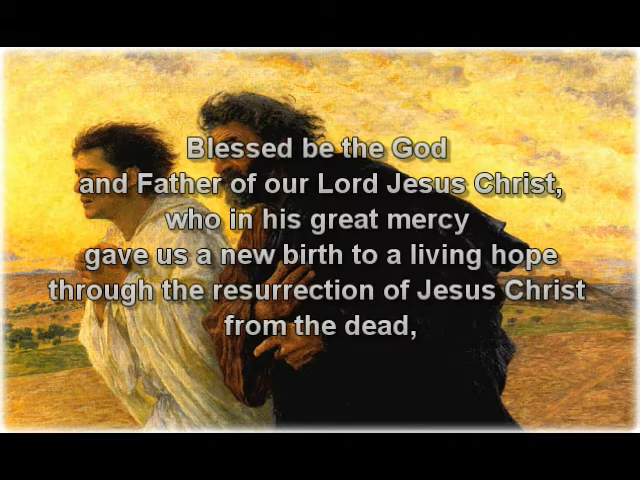 Blessed be the God
and Father of our Lord Jesus Christ,
who in his great mercy
gave us a new birth to a living hope
through the resurrection of Jesus Christ
from the dead,